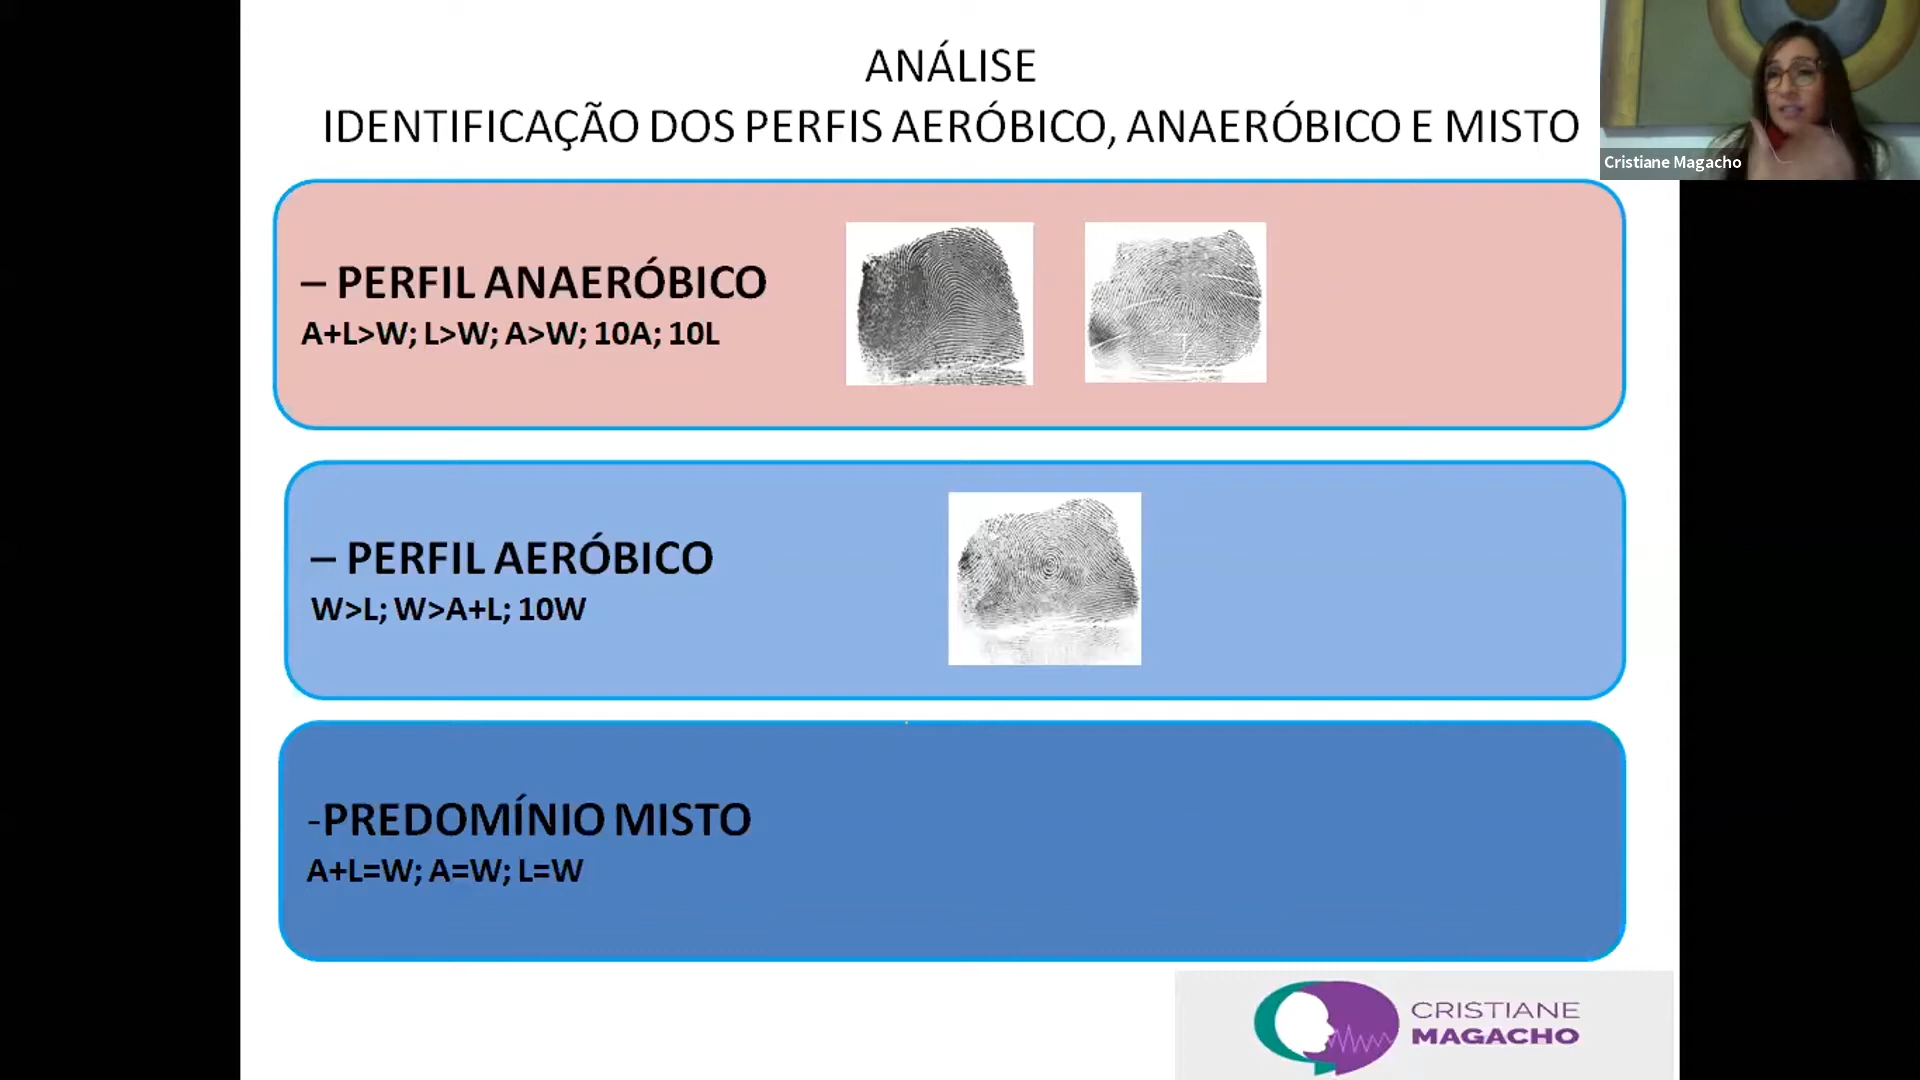 ANÁLISE
IDENTIFICAÇÃO DOS PERFIS AERÓBICO, ANAERÓBICO E MISTO
Cristiane Magacho
– PERFIL ANAERÓBICO
A+L>W; L>W; A>W; 10A; 10L
– PERFIL AERÓBICO
W>L; W>A+L; 10W
-PREDOMÍNIO MISTO
A+L=W; A=W; L=W
CRISTIANE
MAGACHO